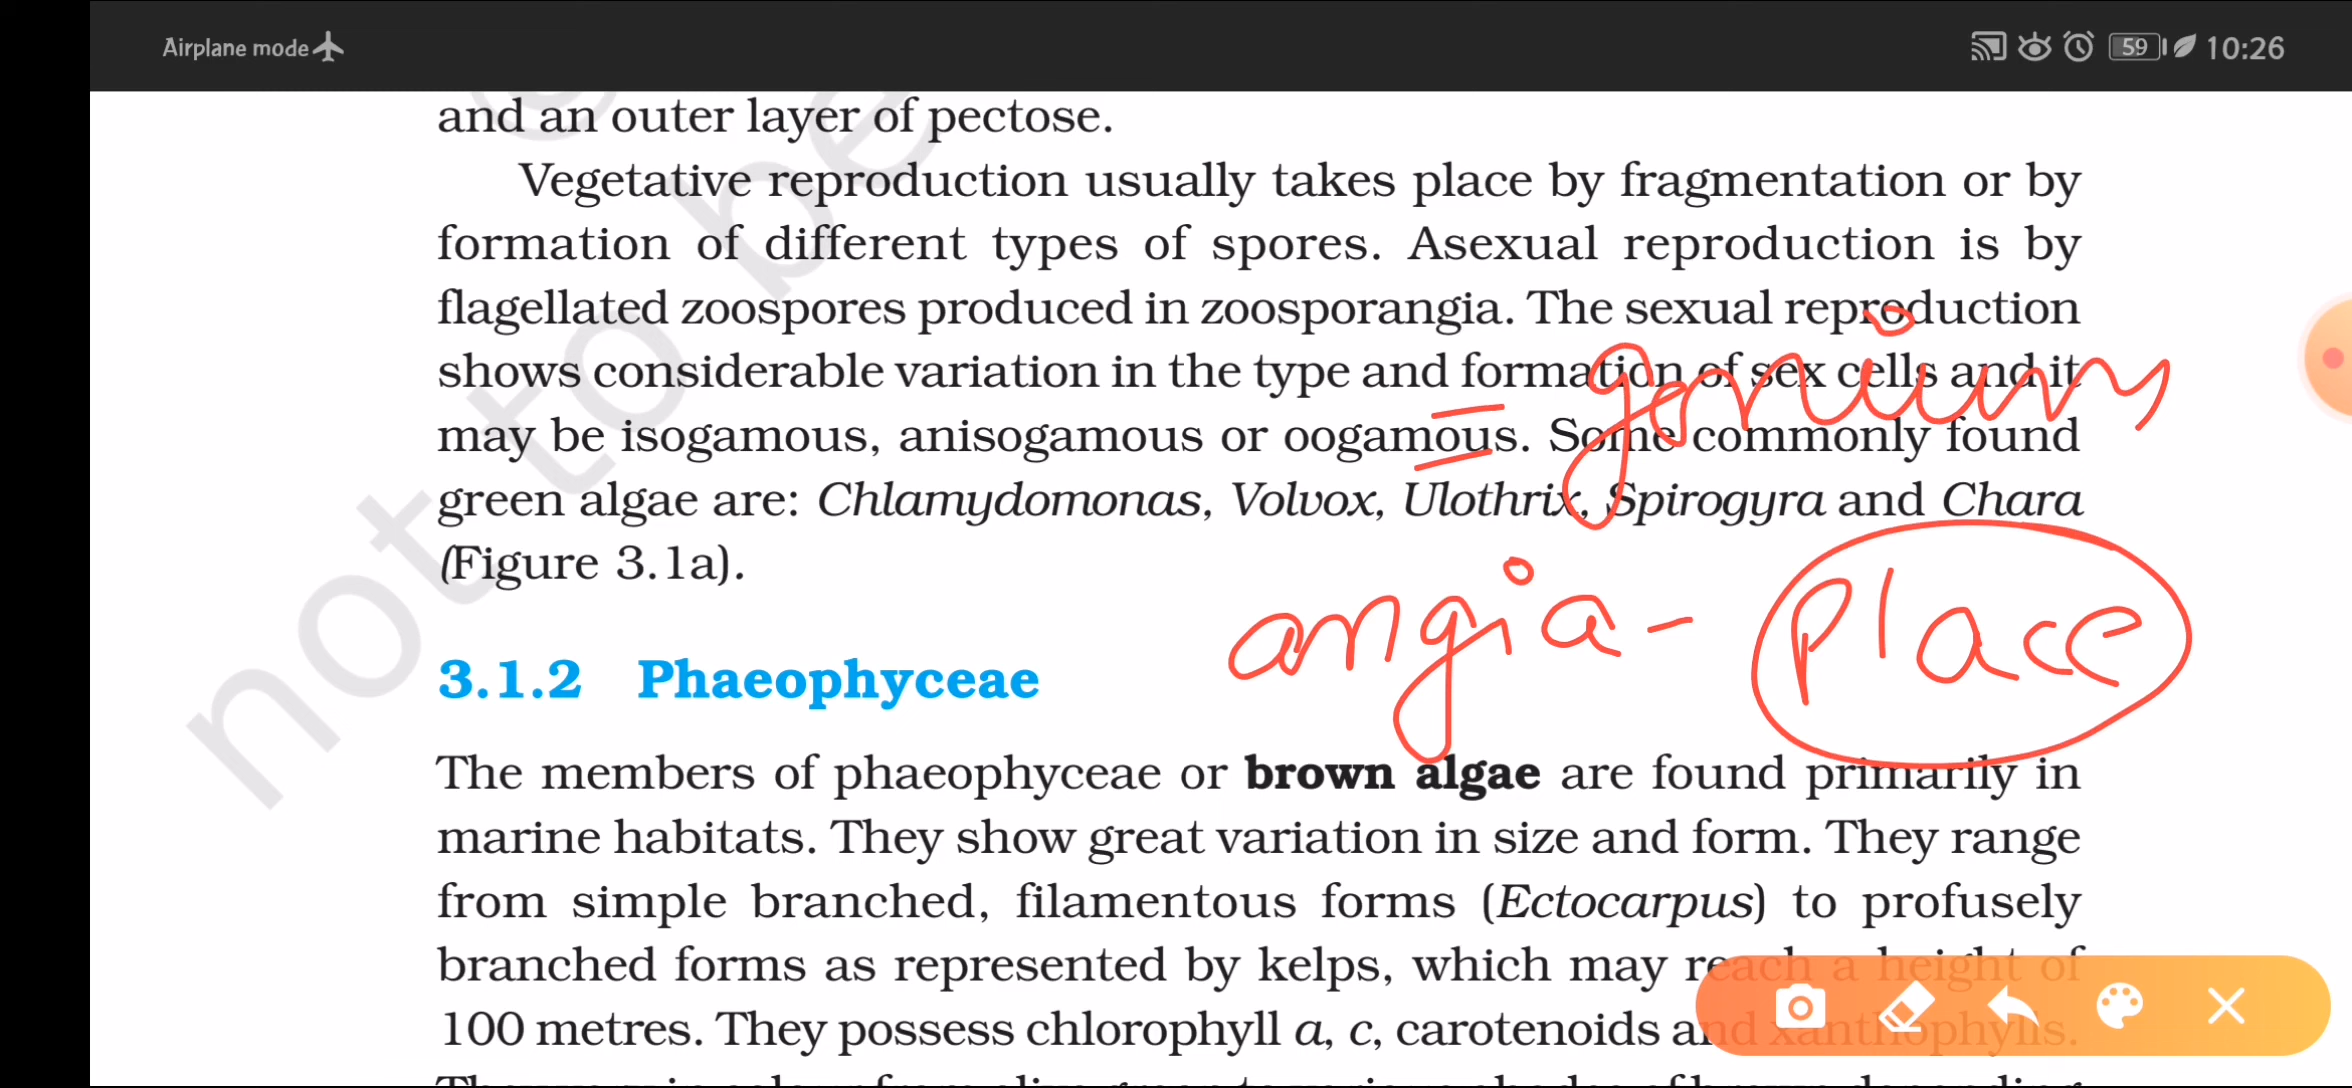 Airplane mode 59 10:26
and an outer layer of pectose.
Vegetative reproduction usually takes place by fragmentation or by
formation of different types of spores. Asexual reproduction is by
flagellated zoospores produced in zoosporangia. The sexual reproduction
shows considerable variation in the type and formation of sex cells and it
may be isogamous, anisogamous or oogamous. Some commonly found
green algae are: Chlamydomonas, Volvox, Ulothrix, Spirogyra and Chara
(Figure 3.1a).
= gonium
angia - Place
3.1.2 Phaeophyceae
The members of phaeophyceae or brown algae are found primarily in
marine habitats. They show great variation in size and form. They range
from simple branched, filamentous forms (Ectocarpus) to profusely
branched forms as represented by kelps, which may reach a height of
100 metres. They possess chlorophyll a, c, carotenoids and xanthophylls.
not to be